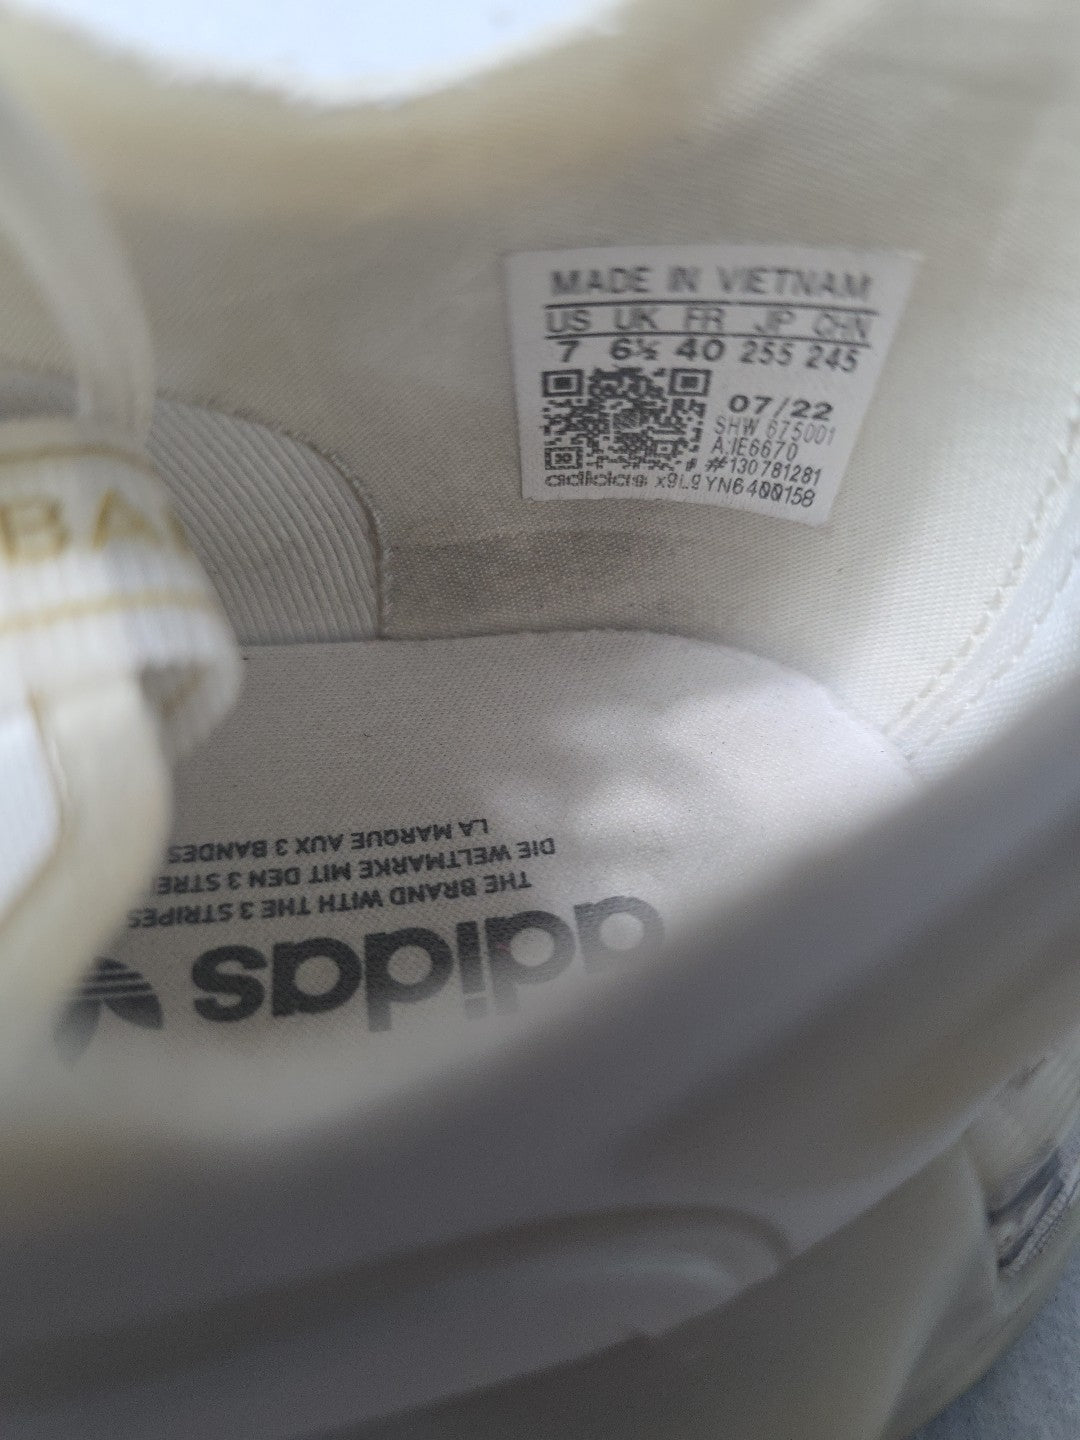 MADE IN VIETNAM
US UK FR JP CHN
7 6½ 40 255 245
07/22
SHW 675001
IE6670
#130781281
adidas YN6400158
BA
LA MARQUE AUX 3 BANDES
DIE WELTMARKE MIT DEN 3 STRE
THE BRAND WITH THE 3 STRIPES
adidas